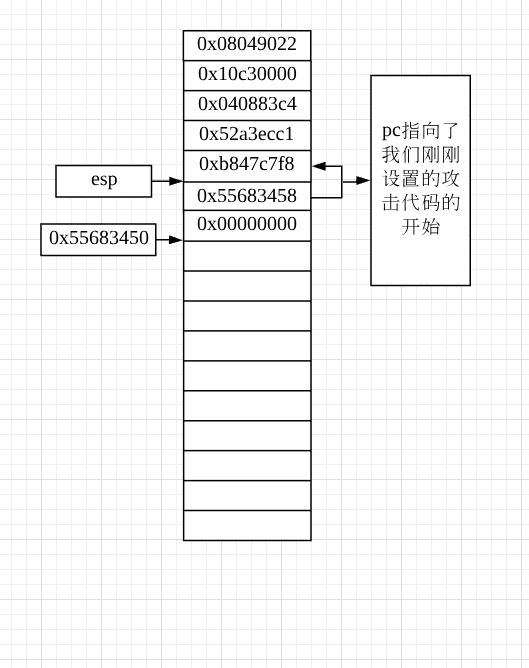 0x08049022
0x10c30000
0x040883c4
0x52a3ecc1
0xb847c7f8
0x55683458
0x00000000
esp
0x55683450
pc指向了
我们刚刚
设置的攻
击代码的
开始